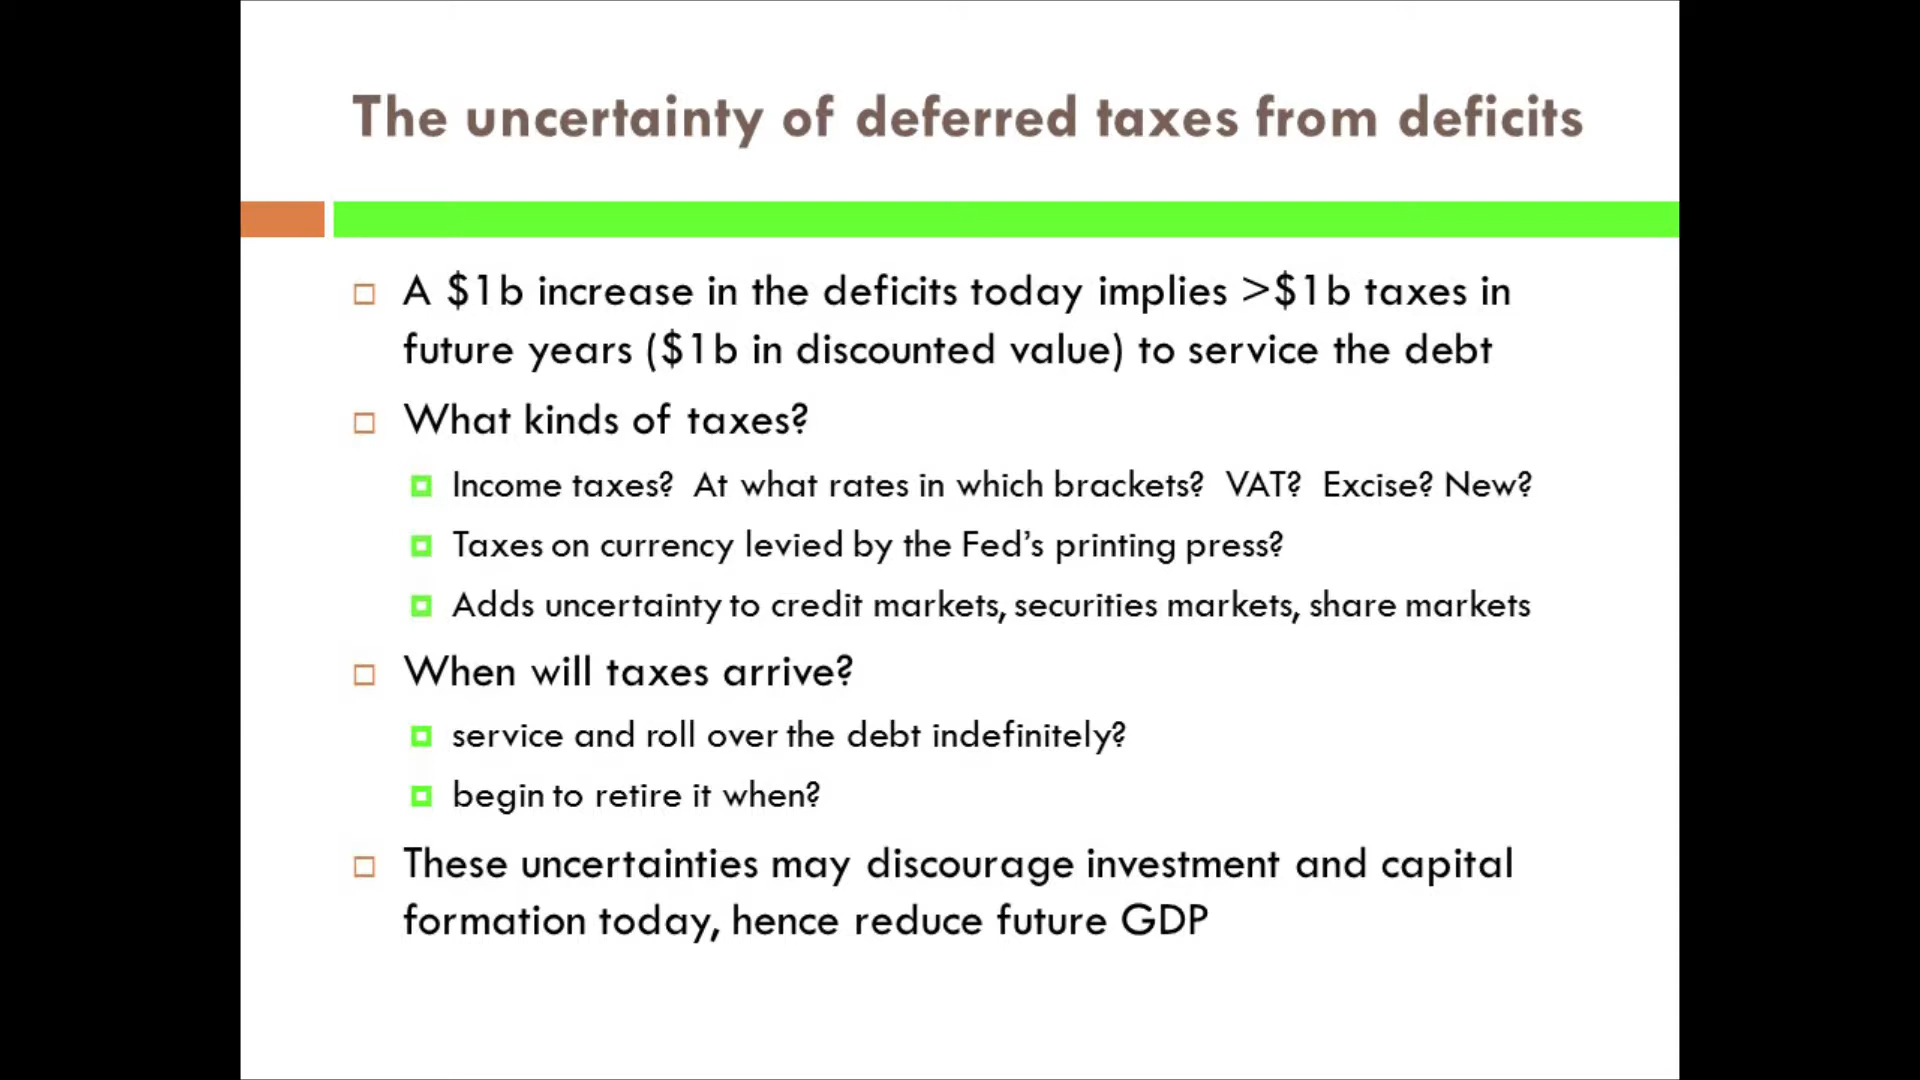 The uncertainty of deferred taxes from deficits
A $1b increase in the deficits today implies >$1b taxes in
future years ($1b in discounted value) to service the debt
What kinds of taxes?
Income taxes? At what rates in which brackets? VAT? Excise? New?
Taxes on currency levied by the Fed’s printing press?
Adds uncertainty to credit markets, securities markets, share markets
When will taxes arrive?
service and roll over the debt indefinitely?
begin to retire it when?
These uncertainties may discourage investment and capital
formation today, hence reduce future GDP